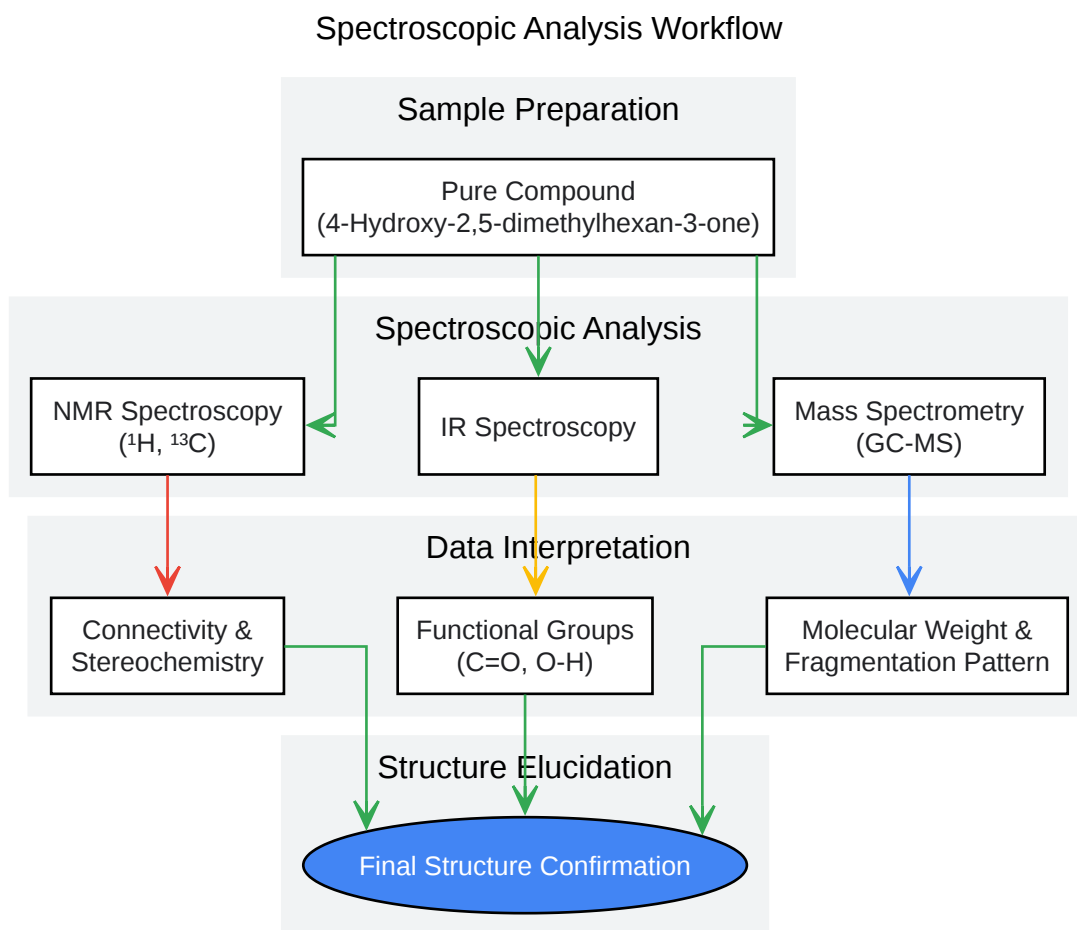 Spectroscopic Analysis Workflow
Sample Preparation
Pure Compound
(4-Hydroxy-2,5-dimethylhexan-3-one)
Spectroscopic Analysis
NMR Spectroscopy
(¹H, ¹³C)
IR Spectroscopy
Mass Spectrometry
(GC-MS)
Data Interpretation
Connectivity &
Stereochemistry
Functional Groups
(C=O, O-H)
Molecular Weight &
Fragmentation Pattern
Structure Elucidation
Final Structure Confirmation